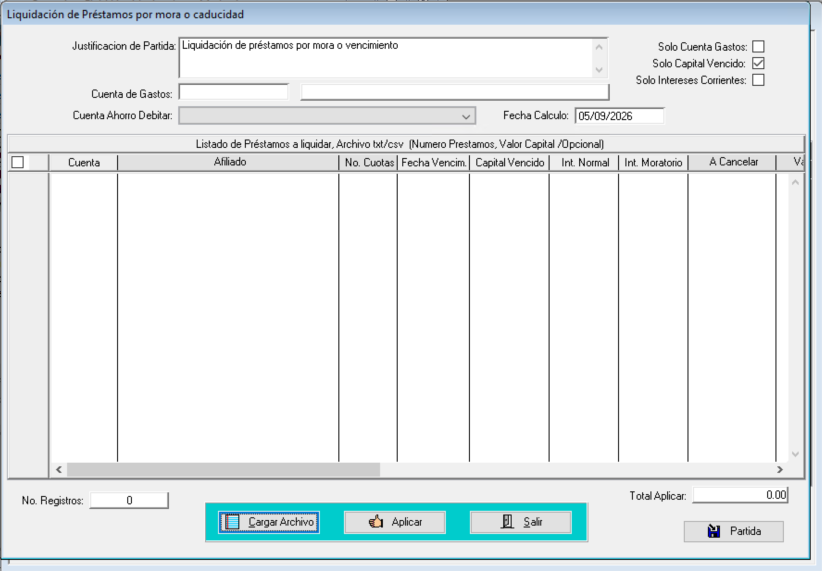 Liquidación de Préstamos por mora o caducidad
Justificacion de Partida: Liquidación de préstamos por mora o vencimiento
Solo Cuenta Gastos:
Solo Capital Vencido:
Solo Intereses Corrientes:
Cuenta de Gastos:
Cuenta Ahorro Debitar:
Fecha Calculo: 05/09/2026
Listado de Préstamos a liquidar, Archivo txt/csv (Numero Prestamos, Valor Capital /Opcional)
Cuenta Afiliado No. Cuotas Fecha Vencim. Capital Vencido Int. Normal Int. Moratorio A Cancelar
No. Registros: 0
Total Aplicar: 0.00
Cargar Archivo Aplicar Salir
Partida